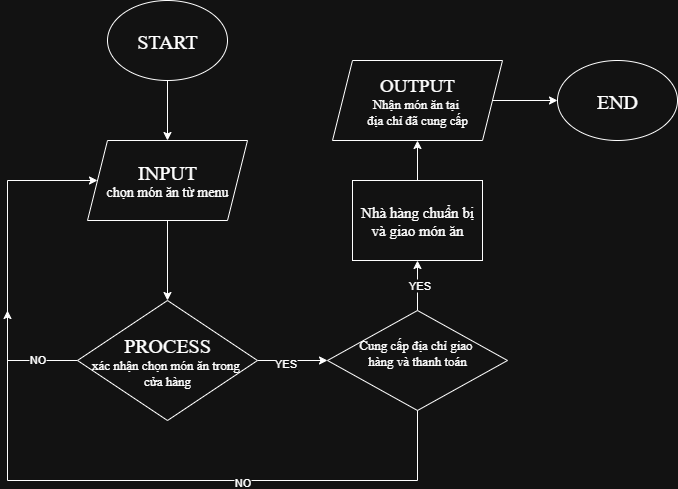 START
INPUT
chọn món ăn từ menu
NO
PROCESS
xác nhận chọn món ăn trong
cửa hàng
YES
Cung cấp địa chỉ giao
hàng và thanh toán
NO
YES
Nhà hàng chuẩn bị
và giao món ăn
OUTPUT
Nhận món ăn tại
địa chỉ đã cung cấp
END